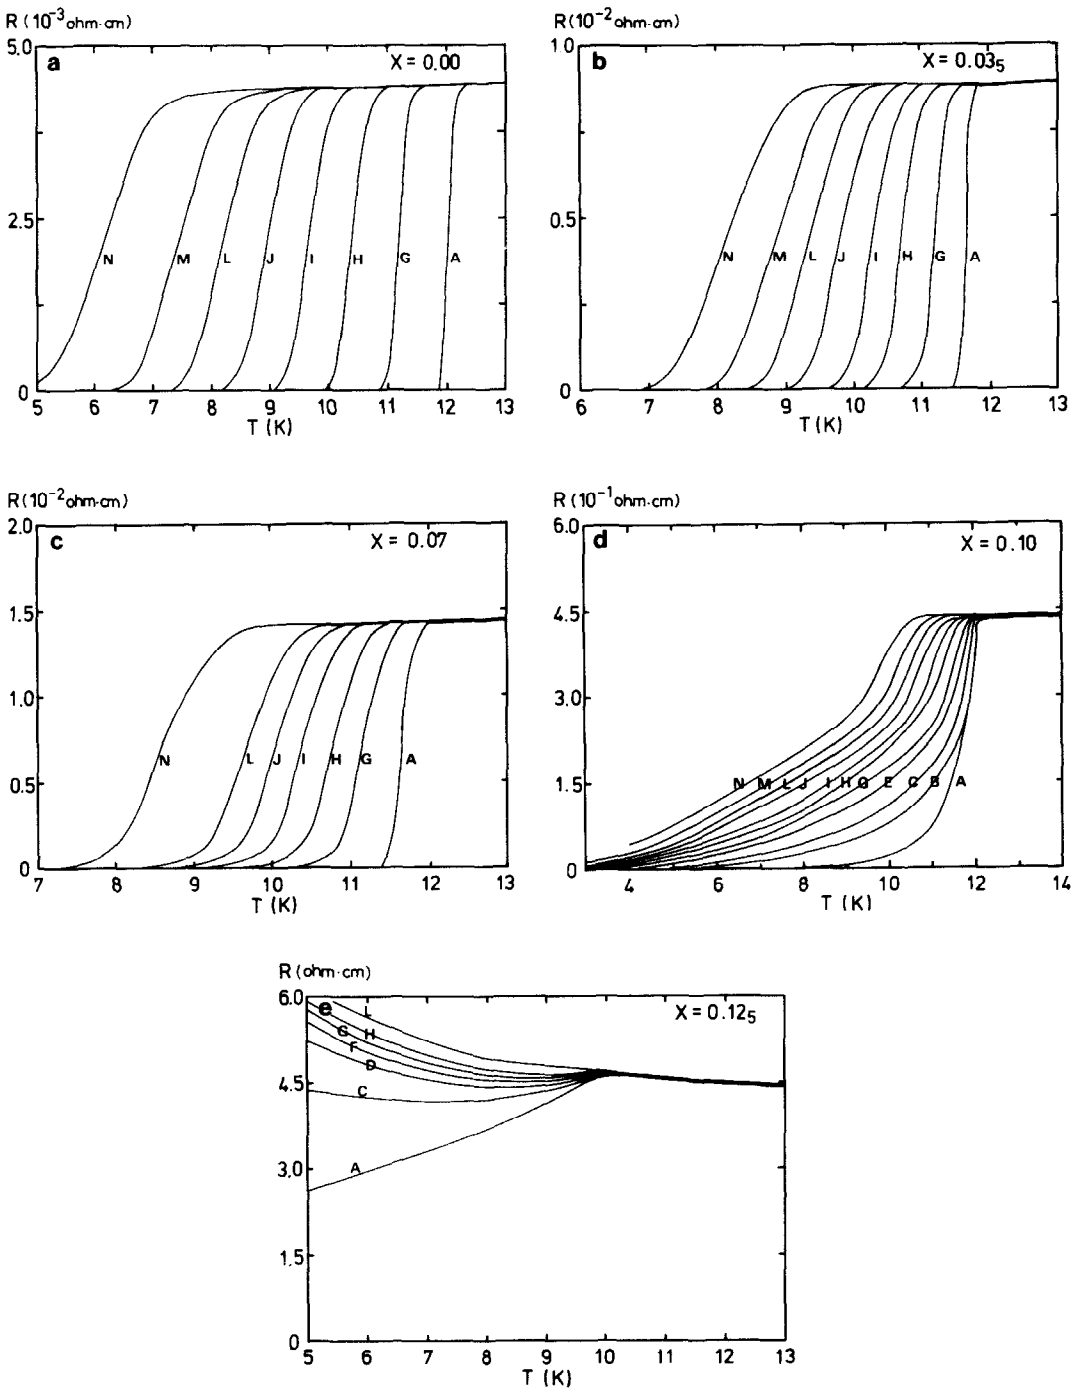 R (10⁻³ ohm·cm)
5.0
a
X = 0.00
2.5
N M L J I H G A
0
5 6 7 8 9 10 11 12 13
T (K)
R (10⁻² ohm·cm)
1.0
b
X = 0.03₅
0.5
N M L J I H G A
0
6 7 8 9 10 11 12 13
T (K)
R (10⁻² ohm·cm)
2.0
c
X = 0.07
1.5
1.0
N L J I H G A
0.5
0
7 8 9 10 11 12 13
T (K)
R (10⁻¹ ohm·cm)
6.0
d
X = 0.10
4.5
3.0
1.5
N M L J I H G E C B A
0
4 6 8 10 12 14
T (K)
R (ohm·cm)
6.0
e
L
X = 0.12₅
G H
F
D
4.5
C
3.0
A
1.5
0
5 6 7 8 9 10 11 12 13
T (K)